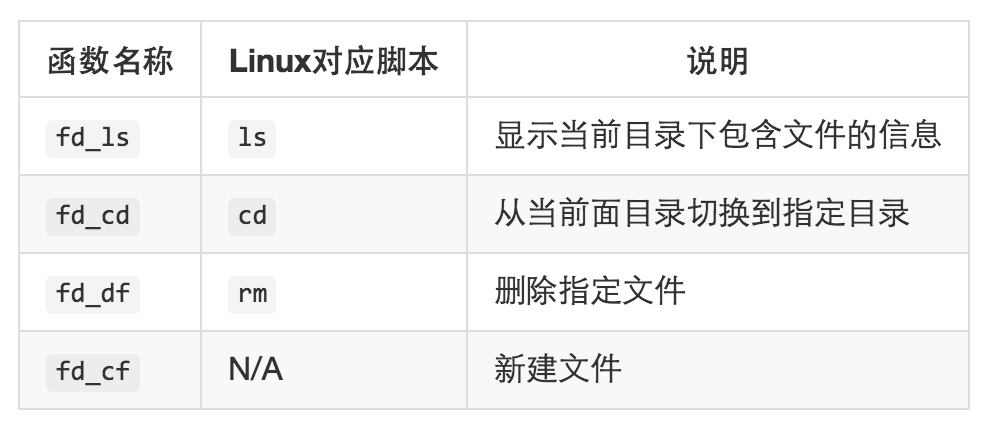 函数名称 Linux对应脚本 说明
fd_ls ls 显示当前目录下包含文件的信息
fd_cd cd 从当前面目录切换到指定目录
fd_df rm 删除指定文件
fd_cf N/A 新建文件